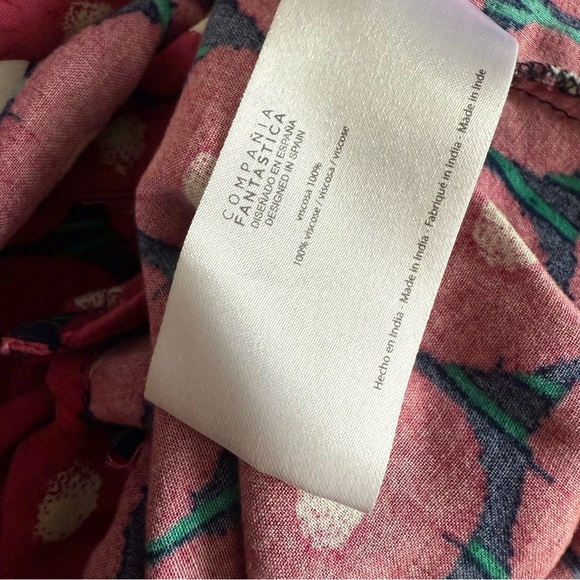 COMPAÑIA
FANTASTICA
DISEÑADO EN ESPAÑA
DESIGNED IN SPAIN
viscosa 100%
100% viscose / viscosa / viscose
Hecho en India - Made in India - Fabriqué in India - Màde in Inde